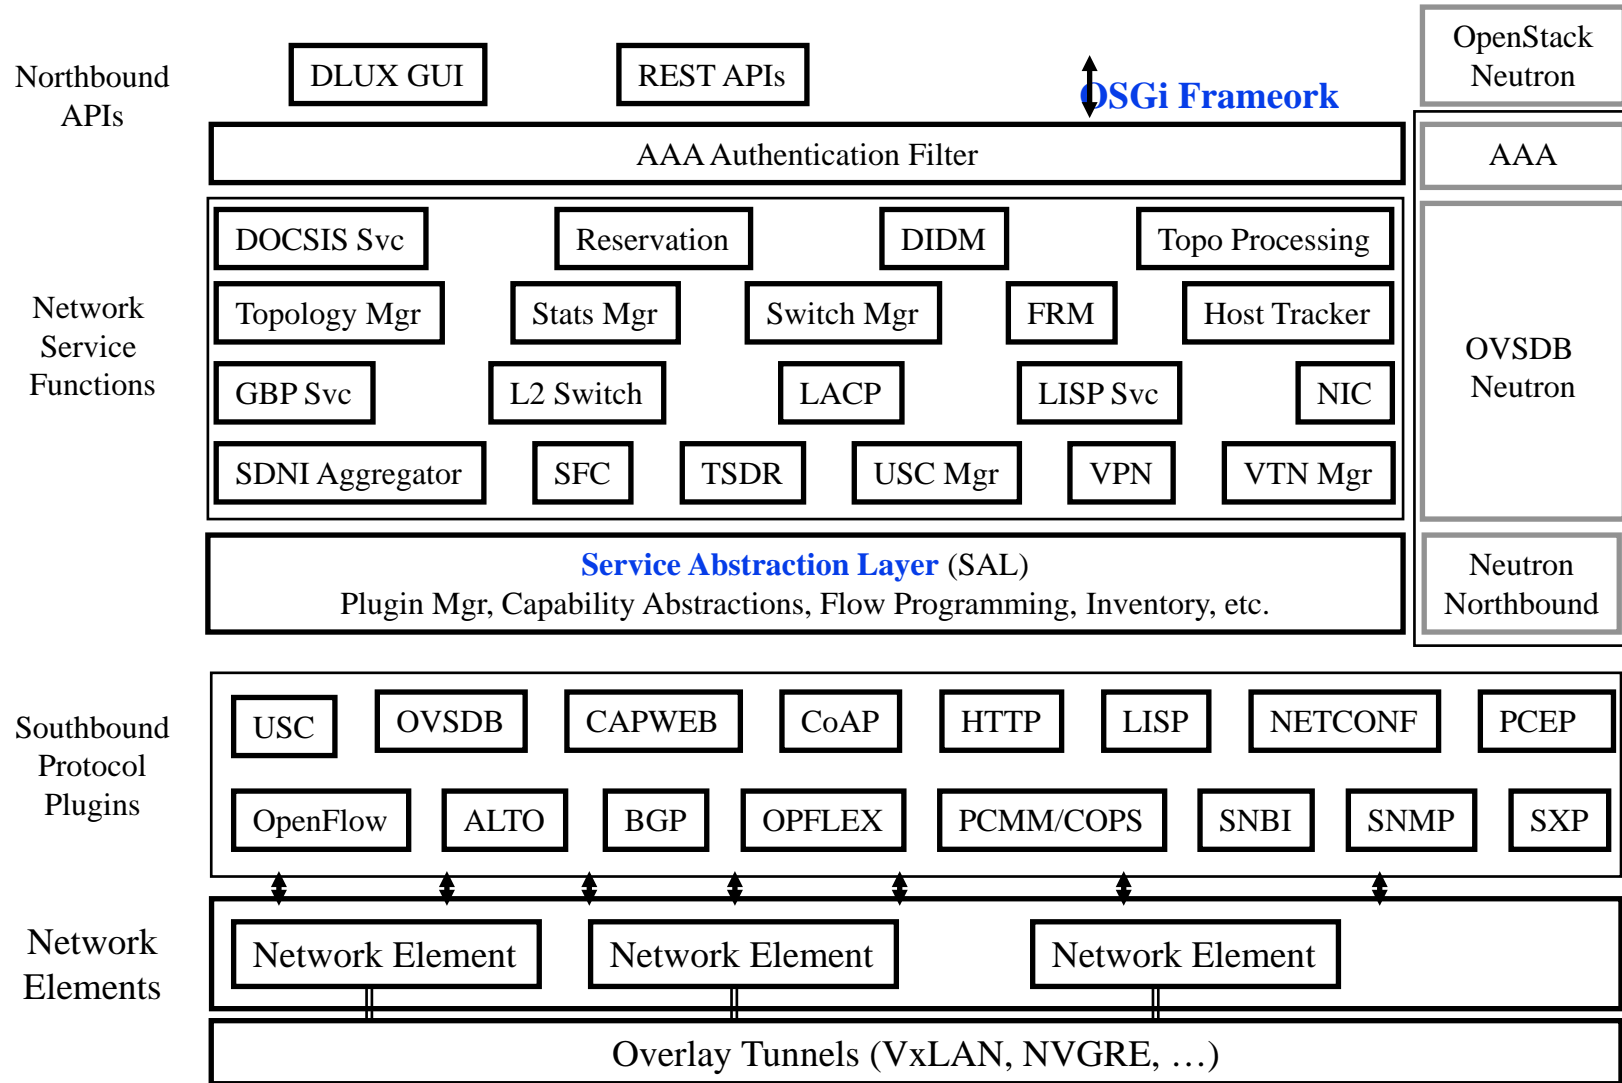 OpenStack
Neutron
Northbound
APIs
DLUX GUI
REST APIs
OSGi Frameork
AAA Authentication Filter
AAA
DOCSIS Svc
Reservation
DIDM
Topo Processing
Network
Service
Functions
Topology Mgr
Stats Mgr
Switch Mgr
FRM
Host Tracker
OVSDB
Neutron
GBP Svc
L2 Switch
LACP
LISP Svc
NIC
SDNI Aggregator
SFC
TSDR
USC Mgr
VPN
VTN Mgr
Service Abstraction Layer (SAL)
Plugin Mgr, Capability Abstractions, Flow Programming, Inventory, etc.
Neutron
Northbound
Southbound
Protocol
Plugins
USC
OVSDB
CAPWEB
CoAP
HTTP
LISP
NETCONF
PCEP
OpenFlow
ALTO
BGP
OPFLEX
PCMM/COPS
SNBI
SNMP
SXP
Network
Elements
Network Element
Network Element
Network Element
Overlay Tunnels (VxLAN, NVGRE, …)